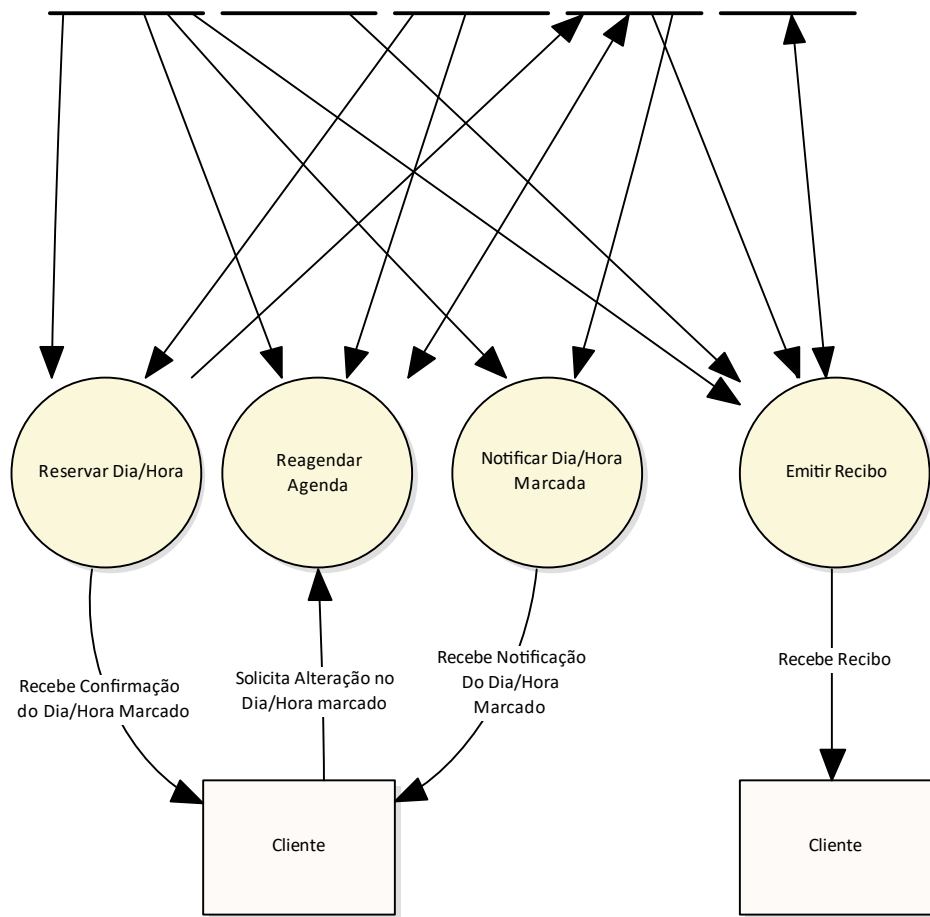 Reservar Dia/Hora
Reagendar
Agenda
Notificar Dia/Hora
Marcada
Emitir Recibo
Recebe Confirmação
do Dia/Hora Marcado
Solicita Alteração no
Dia/Hora marcado
Recebe Notificação
Do Dia/Hora
Marcado
Recebe Recibo
Cliente
Cliente